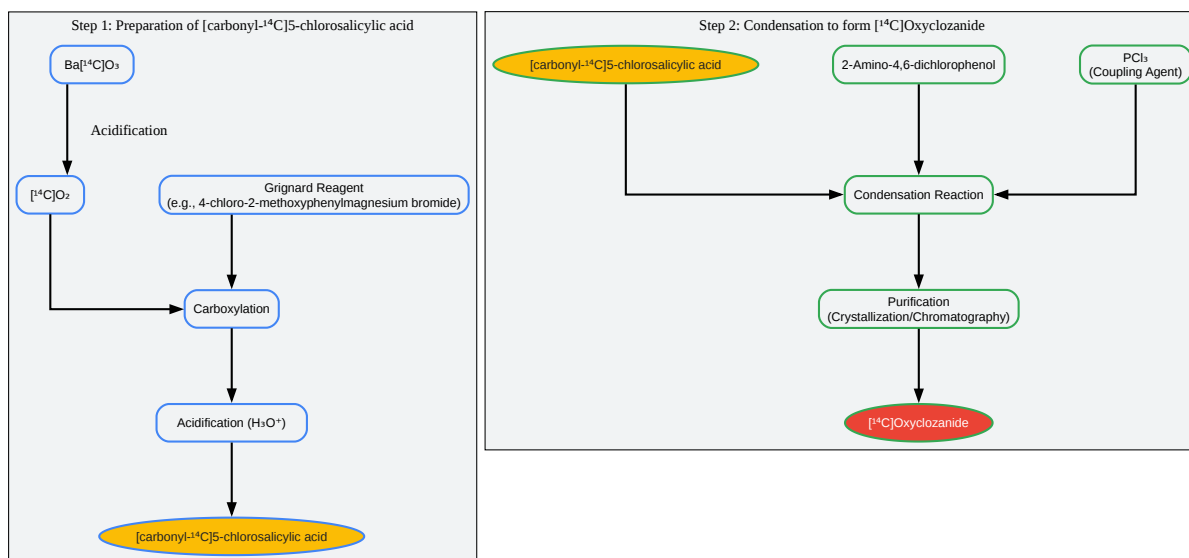 Step 1: Preparation of [carbonyl-¹⁴C]5-chlorosalicylic acid
Ba[¹⁴C]O₃
Acidification
[¹⁴C]O₂
Grignard Reagent
(e.g., 4-chloro-2-methoxyphenylmagnesium bromide)
Carboxylation
Acidification (H₃O⁺)
[carbonyl-¹⁴C]5-chlorosalicylic acid
Step 2: Condensation to form [¹⁴C]Oxyclozanide
[carbonyl-¹⁴C]5-chlorosalicylic acid
2-Amino-4,6-dichlorophenol
PCl₃
(Coupling Agent)
Condensation Reaction
Purification
(Crystallization/Chromatography)
[¹⁴C]Oxyclozanide